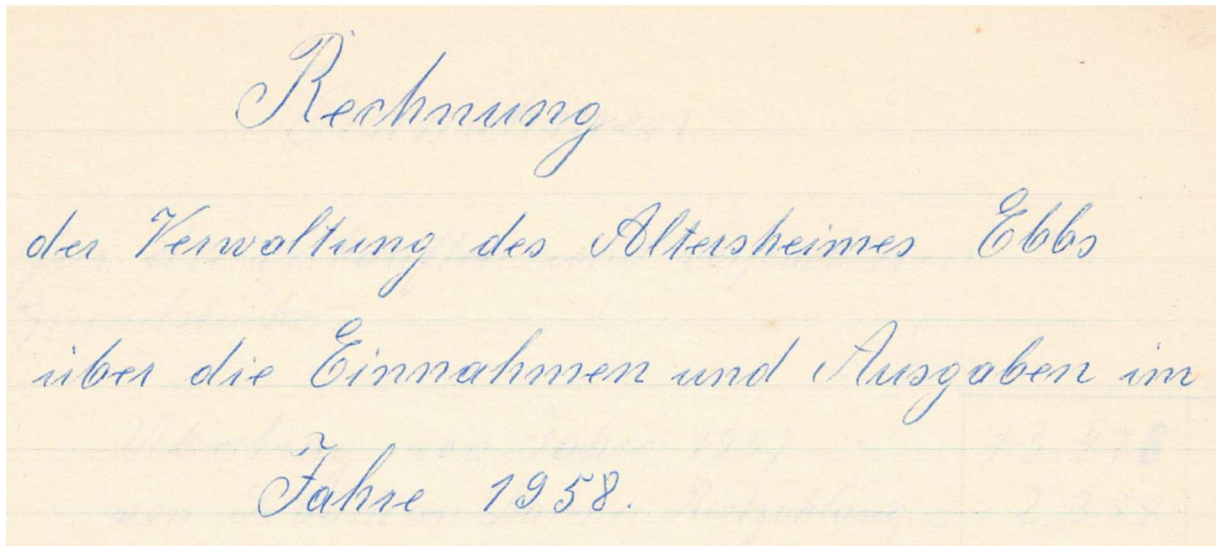 Rechnung
der Verwaltung des Altersheimes Ebbs
über die Einnahmen und Ausgaben im
Jahre 1958.